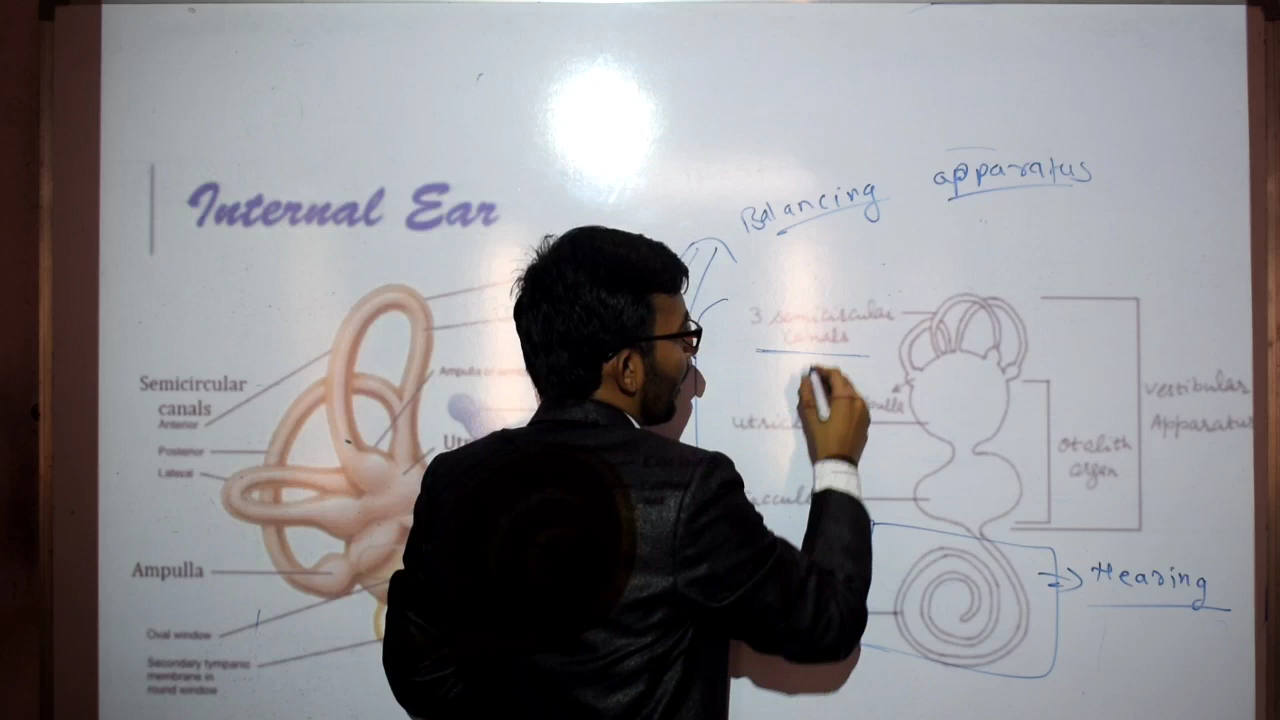 Internal Ear
Balancing apparatus
Semicircular
canals
Anterior
Posterior
Lateral
Ampulla
Oval window
Secondary tympanic
membrane in
round window
3 semicircular
canals
Otolith
organ
Vestibular
Apparatus
Hearing